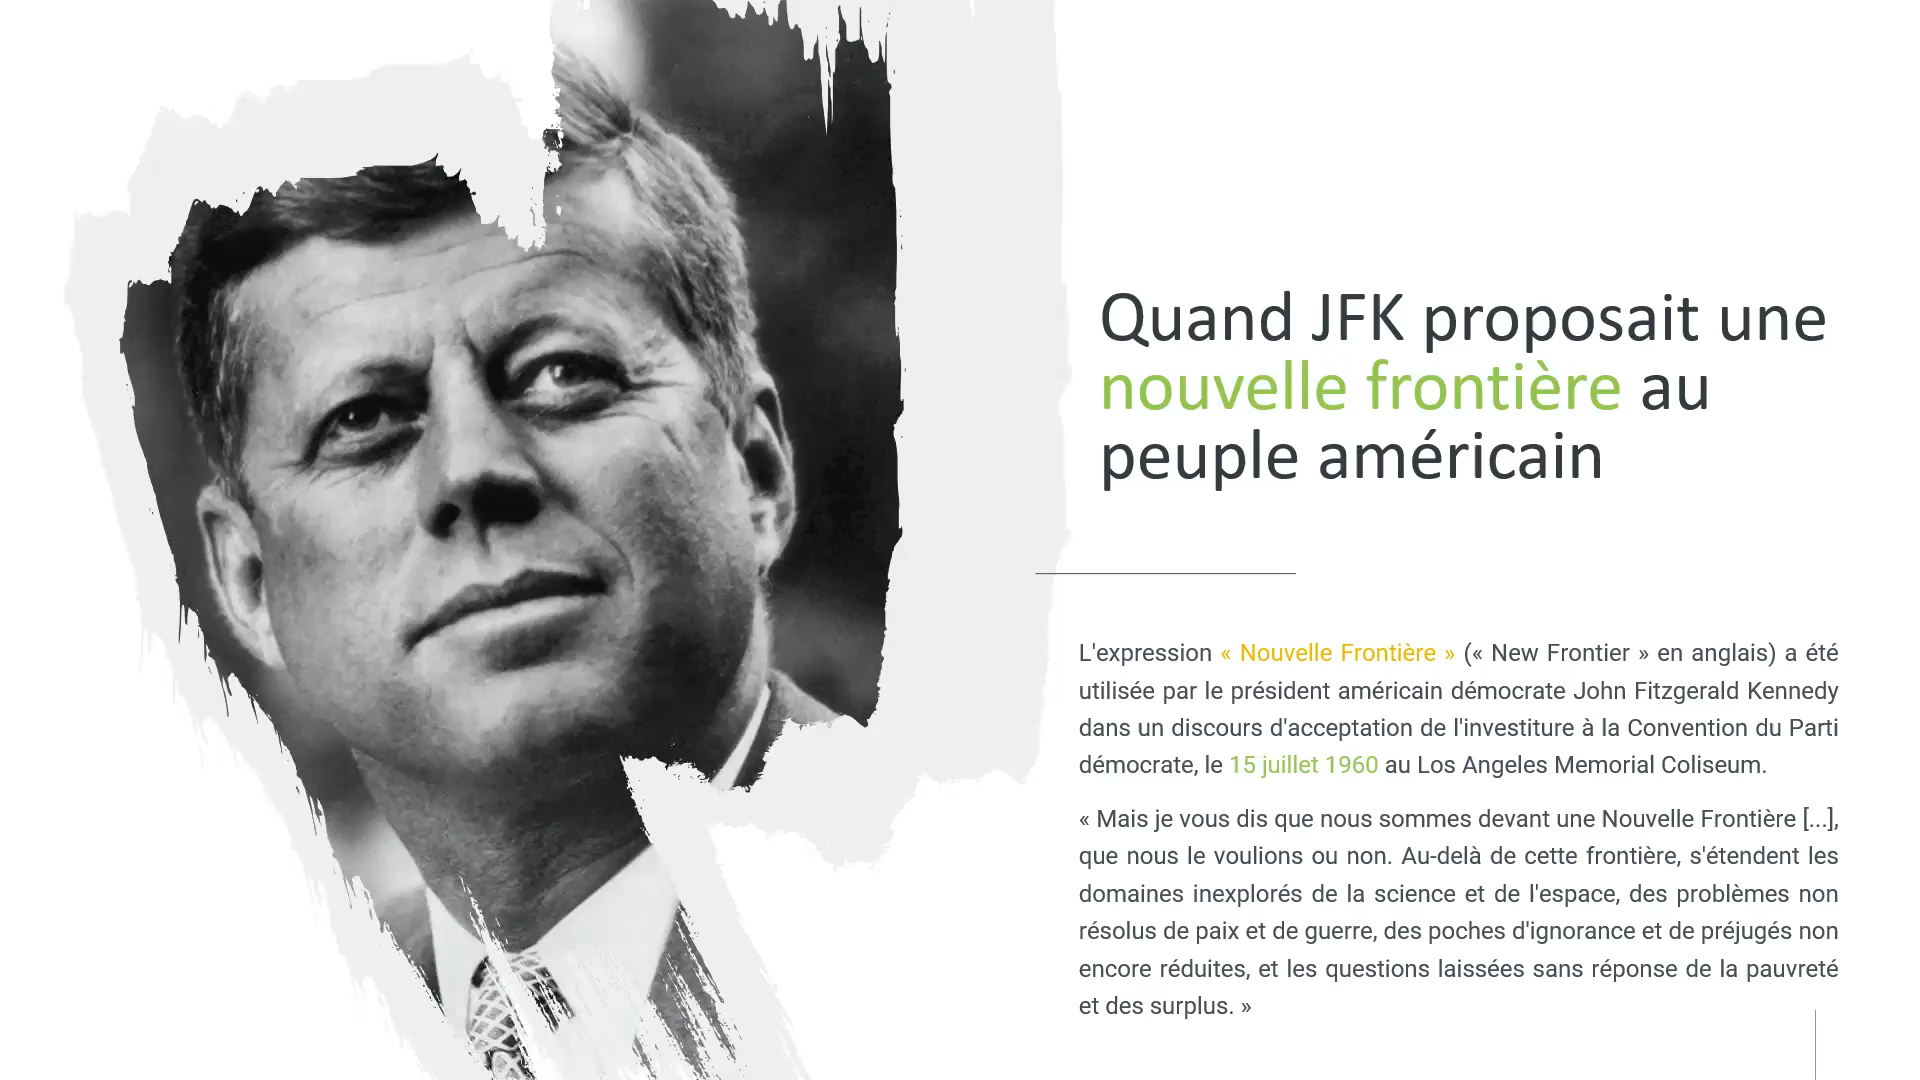 Quand JFK proposait une
nouvelle frontière au
peuple américain
L'expression « Nouvelle Frontière » (« New Frontier » en anglais) a été
utilisée par le président américain démocrate John Fitzgerald Kennedy
dans un discours d'acceptation de l'investiture à la Convention du Parti
démocrate, le 15 juillet 1960 au Los Angeles Memorial Coliseum.
« Mais je vous dis que nous sommes devant une Nouvelle Frontière [...],
que nous le voulions ou non. Au-delà de cette frontière, s'étendent les
domaines inexplorés de la science et de l'espace, des problèmes non
résolus de paix et de guerre, des poches d'ignorance et de préjugés non
encore réduites, et les questions laissées sans réponse de la pauvreté
et des surplus. »